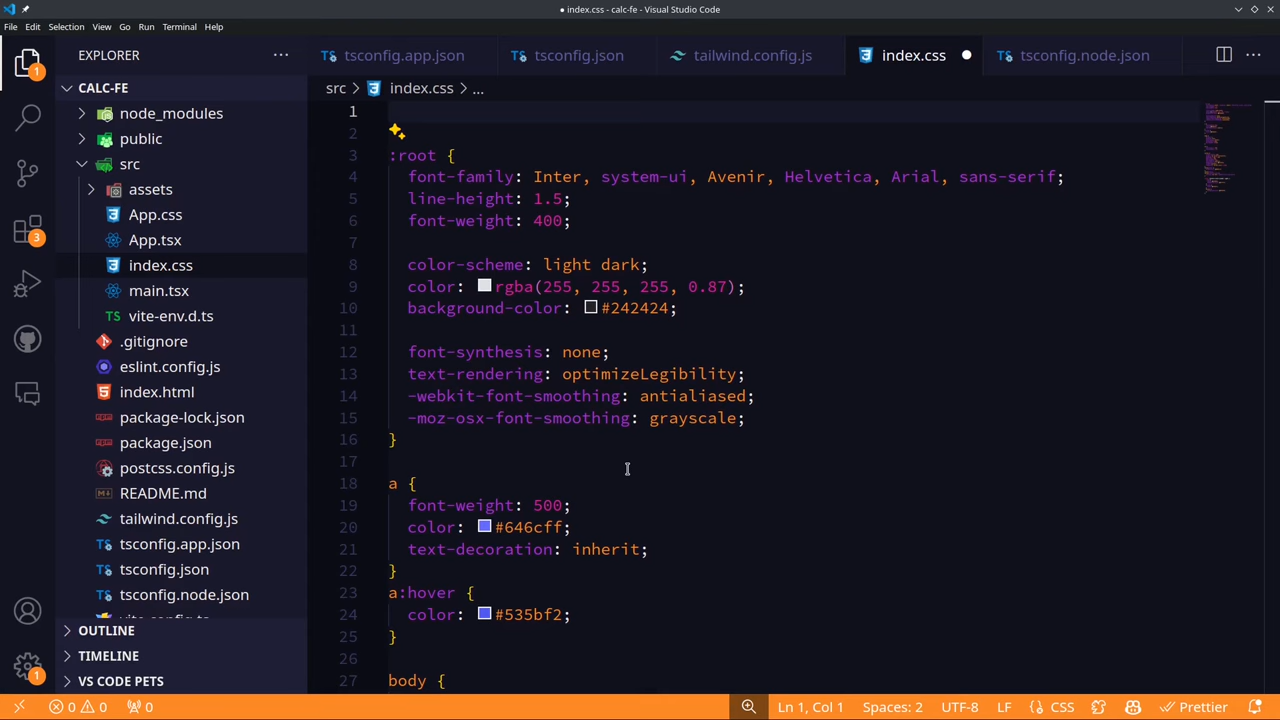 ● index.css - calc-fe - Visual Studio Code
File Edit Selection View Go Run Terminal Help
EXPLORER
tsconfig.app.json tsconfig.json tailwind.config.js index.css tsconfig.node.json
src > index.css > ...
CALC-FE
node_modules
public
src
assets
App.css
App.tsx
index.css
main.tsx
vite-env.d.ts
.gitignore
eslint.config.js
index.html
package-lock.json
package.json
postcss.config.js
README.md
tailwind.config.js
tsconfig.app.json
tsconfig.json
tsconfig.node.json
OUTLINE
TIMELINE
VS CODE PETS
1
3
1
1
2
3 :root {
4 font-family: Inter, system-ui, Avenir, Helvetica, Arial, sans-serif;
5 line-height: 1.5;
6 font-weight: 400;
7
8 color-scheme: light dark;
9 color: rgba(255, 255, 255, 0.87);
10 background-color: #242424;
11
12 font-synthesis: none;
13 text-rendering: optimizeLegibility;
14 -webkit-font-smoothing: antialiased;
15 -moz-osx-font-smoothing: grayscale;
16 }
17
18 a {
19 font-weight: 500;
20 color: #646cff;
21 text-decoration: inherit;
22 }
23 a:hover {
24 color: #535bf2;
25 }
26
27 body {
0 0 0 Ln 1, Col 1 Spaces: 2 UTF-8 LF {} CSS Prettier